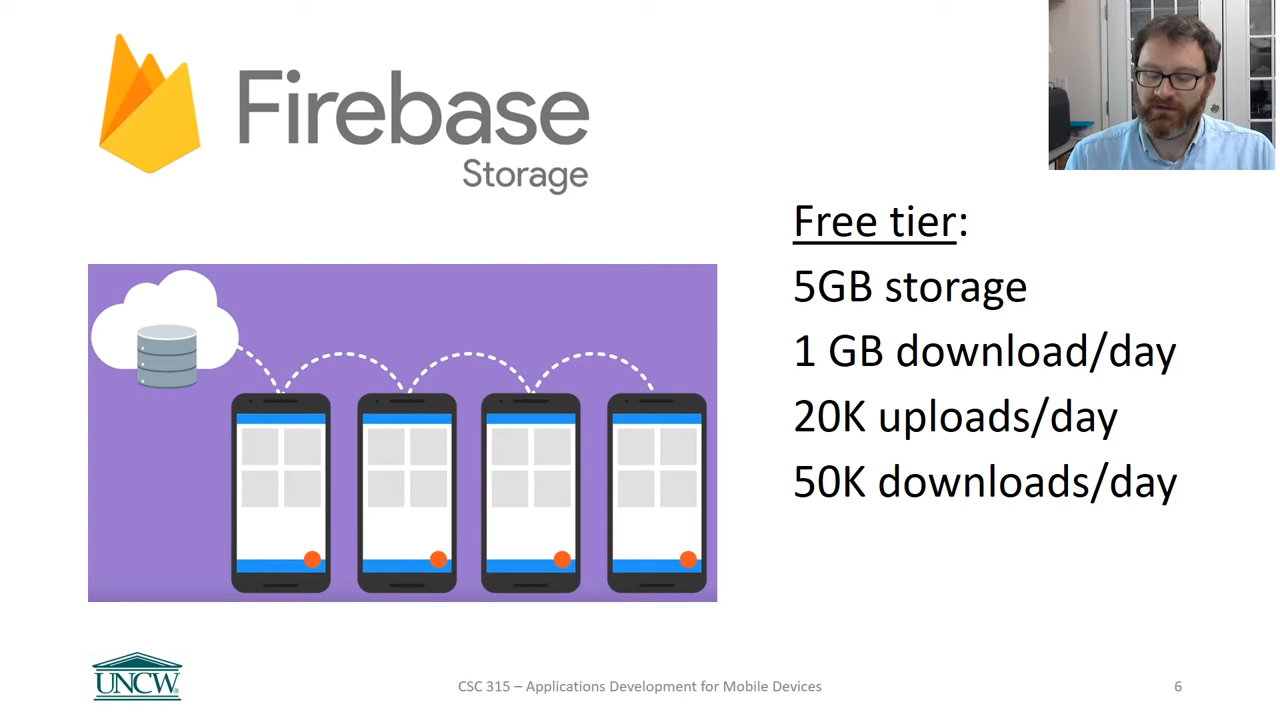 Firebase
Storage
Free tier:
5GB storage
1 GB download/day
20K uploads/day
50K downloads/day
UNCW®
CSC 315 – Applications Development for Mobile Devices
6